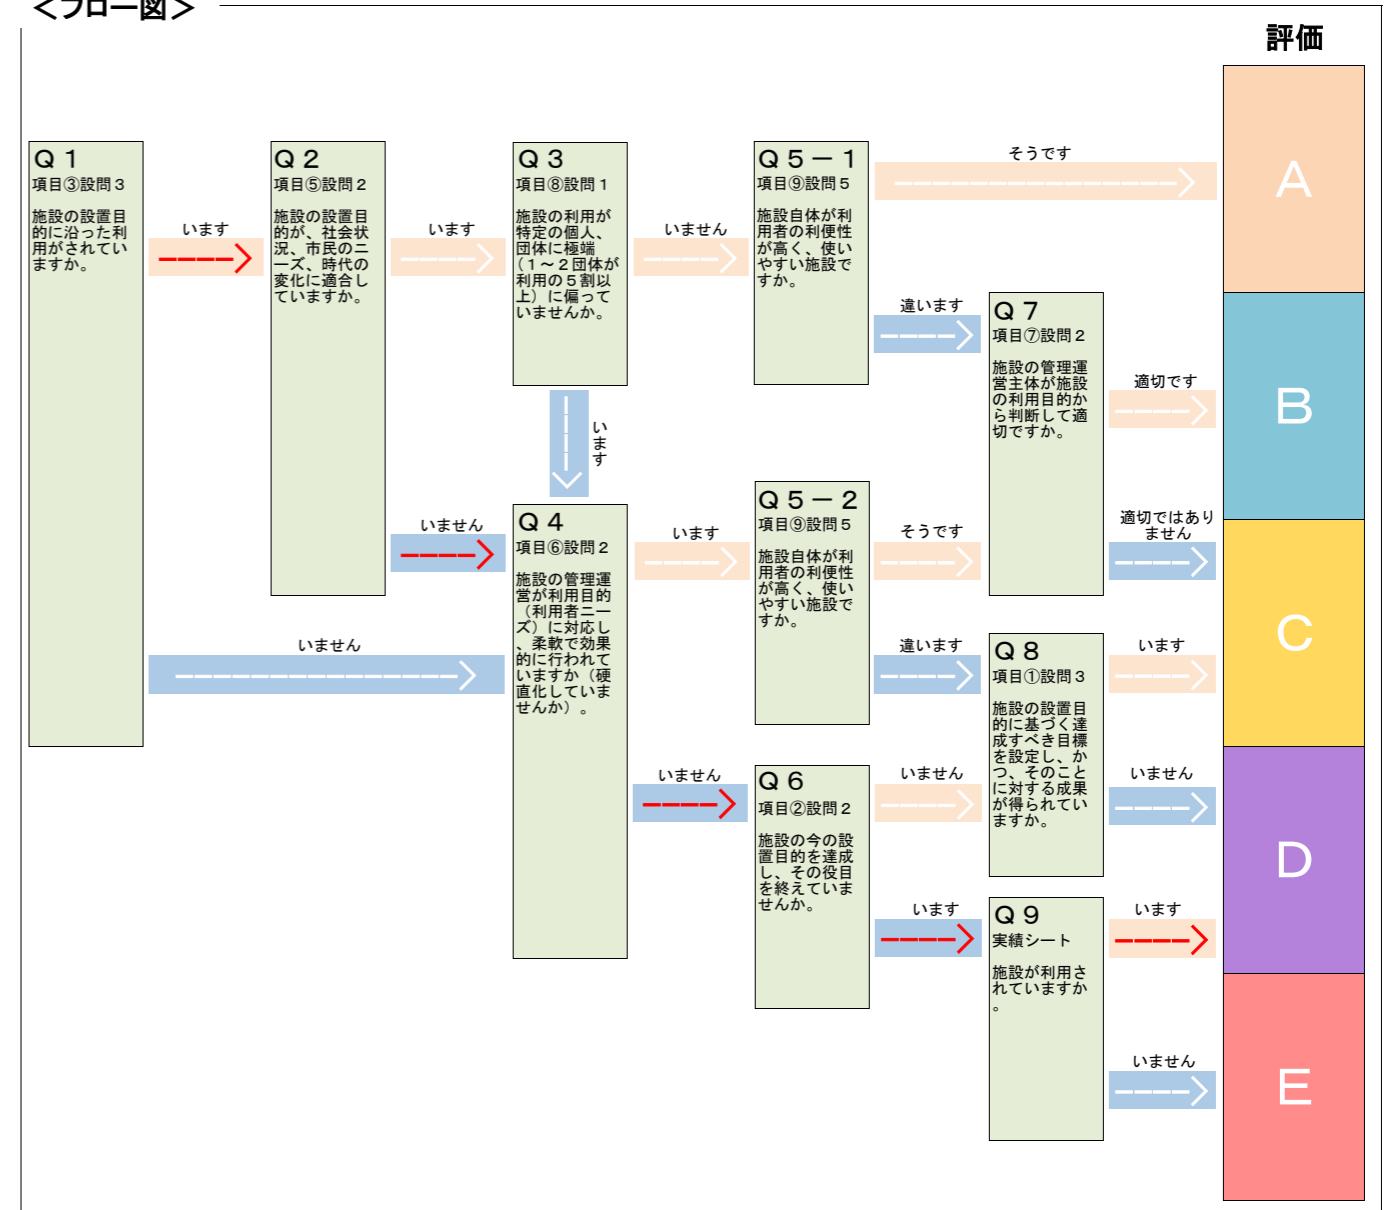 ＜フロー図＞
評価
Ｑ１
項目③設問３
施設の設置目
的に沿った利
用がされてい
ますか。
います
いません
Ｑ２
項目⑤設問２
施設の設置目
的が、社会状
況、市民のニ
ーズ、時代の
変化に適合し
ていますか。
います
いません
Ｑ３
項目⑧設問１
施設の利用が
特定の個人、
団体に極端
（１～２団体が
利用の５割以
上）に偏って
いませんか。
いません
います
Ｑ４
項目⑥設問２
施設の管理運
営が利用目的
（利用者ニー
ズ）に対応し
、柔軟で効果
的に行われて
いますか（硬
直化していま
せんか）。
います
いません
Ｑ５－１
項目⑨設問５
施設自体が利
用者の利便性
が高く、使い
やすい施設で
すか。
そうです
違います
Ｑ５－２
項目⑨設問５
施設自体が利
用者の利便性
が高く、使い
やすい施設で
すか。
そうです
違います
Ｑ６
項目②設問２
施設の今の設
置目的を達成
し、その役目
を終えていま
せんか。
いません
います
Ｑ７
項目⑦設問２
施設の管理運
営主体が施設
の利用目的か
ら判断して適
切ですか。
適切です
適切ではあり
ません
Ｑ８
項目①設問３
施設の設置目
的に基づく達
成すべき目標
を設定し、か
つ、そのこと
に対する成果
が得られてい
ますか。
います
いません
Ｑ９
実績シート
施設が利用さ
れていますか
。
います
いません
Ａ
Ｂ
Ｃ
Ｄ
Ｅ